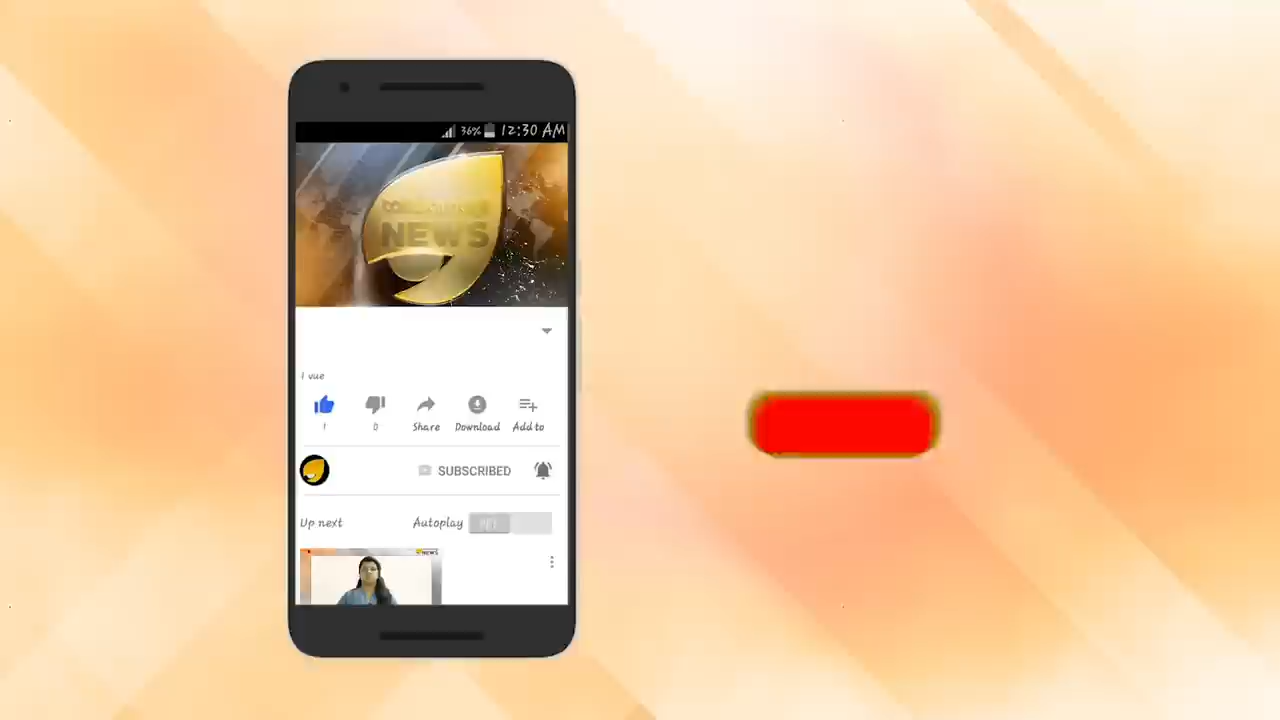 36% 12:30 AM
NEWS
1 vue
1
0
Share
Download
Add to
SUBSCRIBED
Up next
Autoplay
NEWS